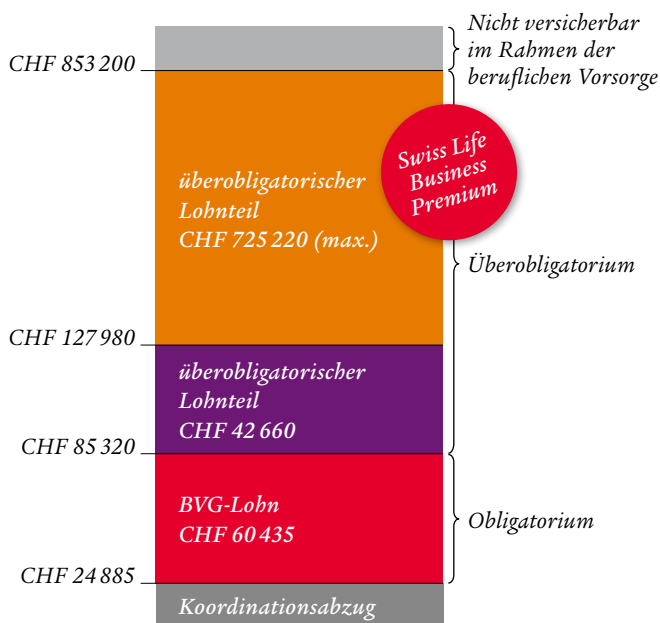 Nicht versicherbar
im Rahmen der
beruflichen Vorsorge
CHF 853 200
Swiss Life
Business
Premium
überobligatorischer
Lohnteil
CHF 725 220 (max.)
Überobligatorium
CHF 127 980
überobligatorischer
Lohnteil
CHF 42 660
CHF 85 320
BVG-Lohn
CHF 60 435
Obligatorium
CHF 24 885
Koordinationsabzug